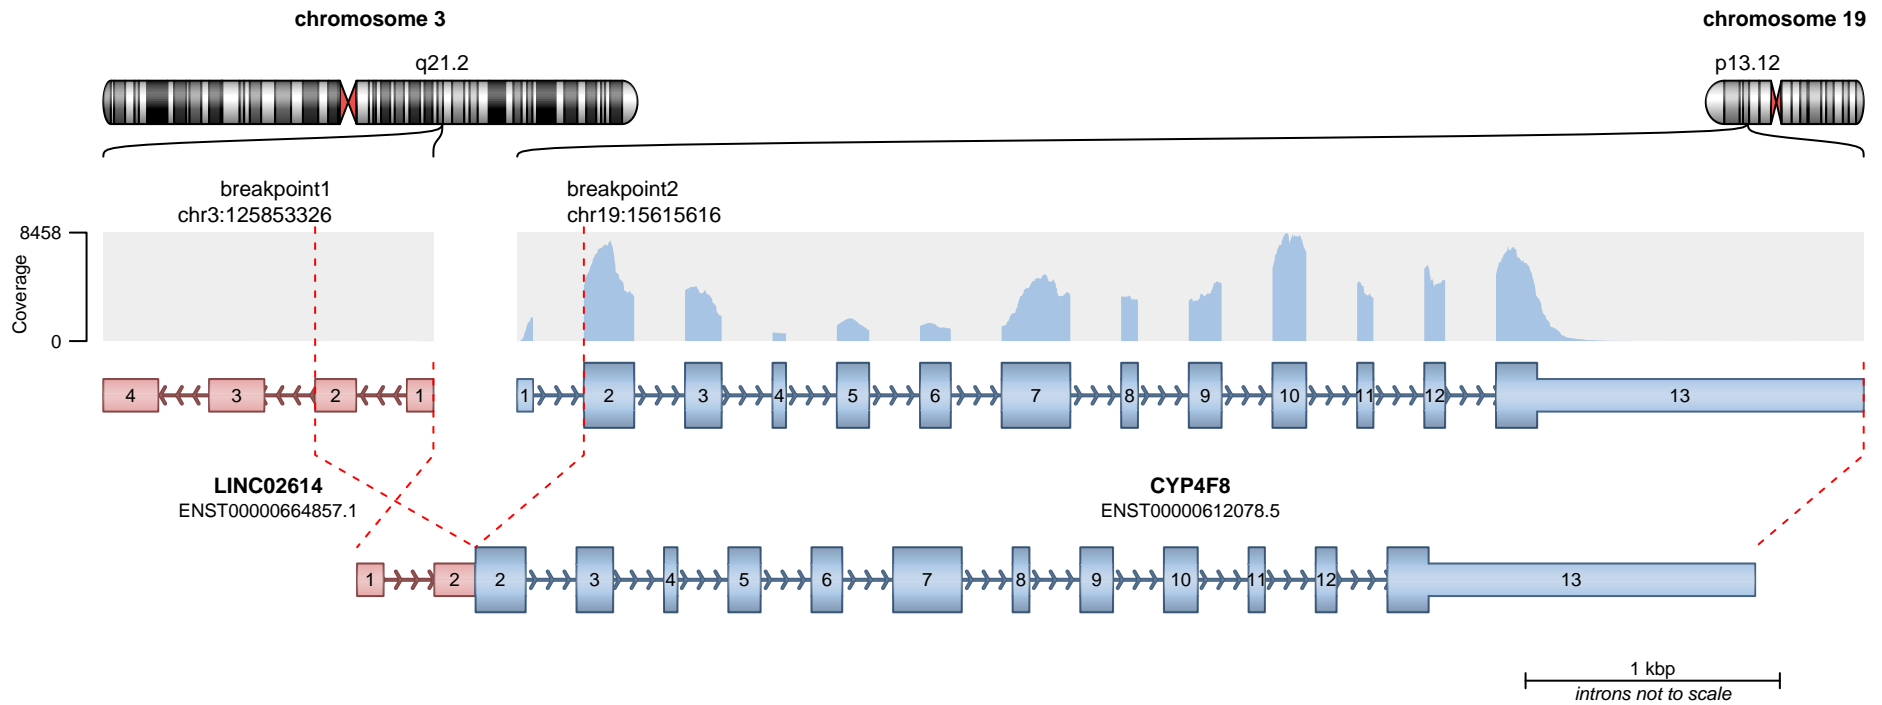 chromosome 3
chromosome 19
q21.2
p13.12
breakpoint1
chr3:125853326
breakpoint2
chr19:15615616
8458
Coverage
0
4 3 2 1
1 2 3 4 5 6 7 8 9 10 11 12 13
LINC02614
ENST00000664857.1
CYP4F8
ENST00000612078.5
1 2 2 3 4 5 6 7 8 9 10 11 12 13
1 kbp
introns not to scale